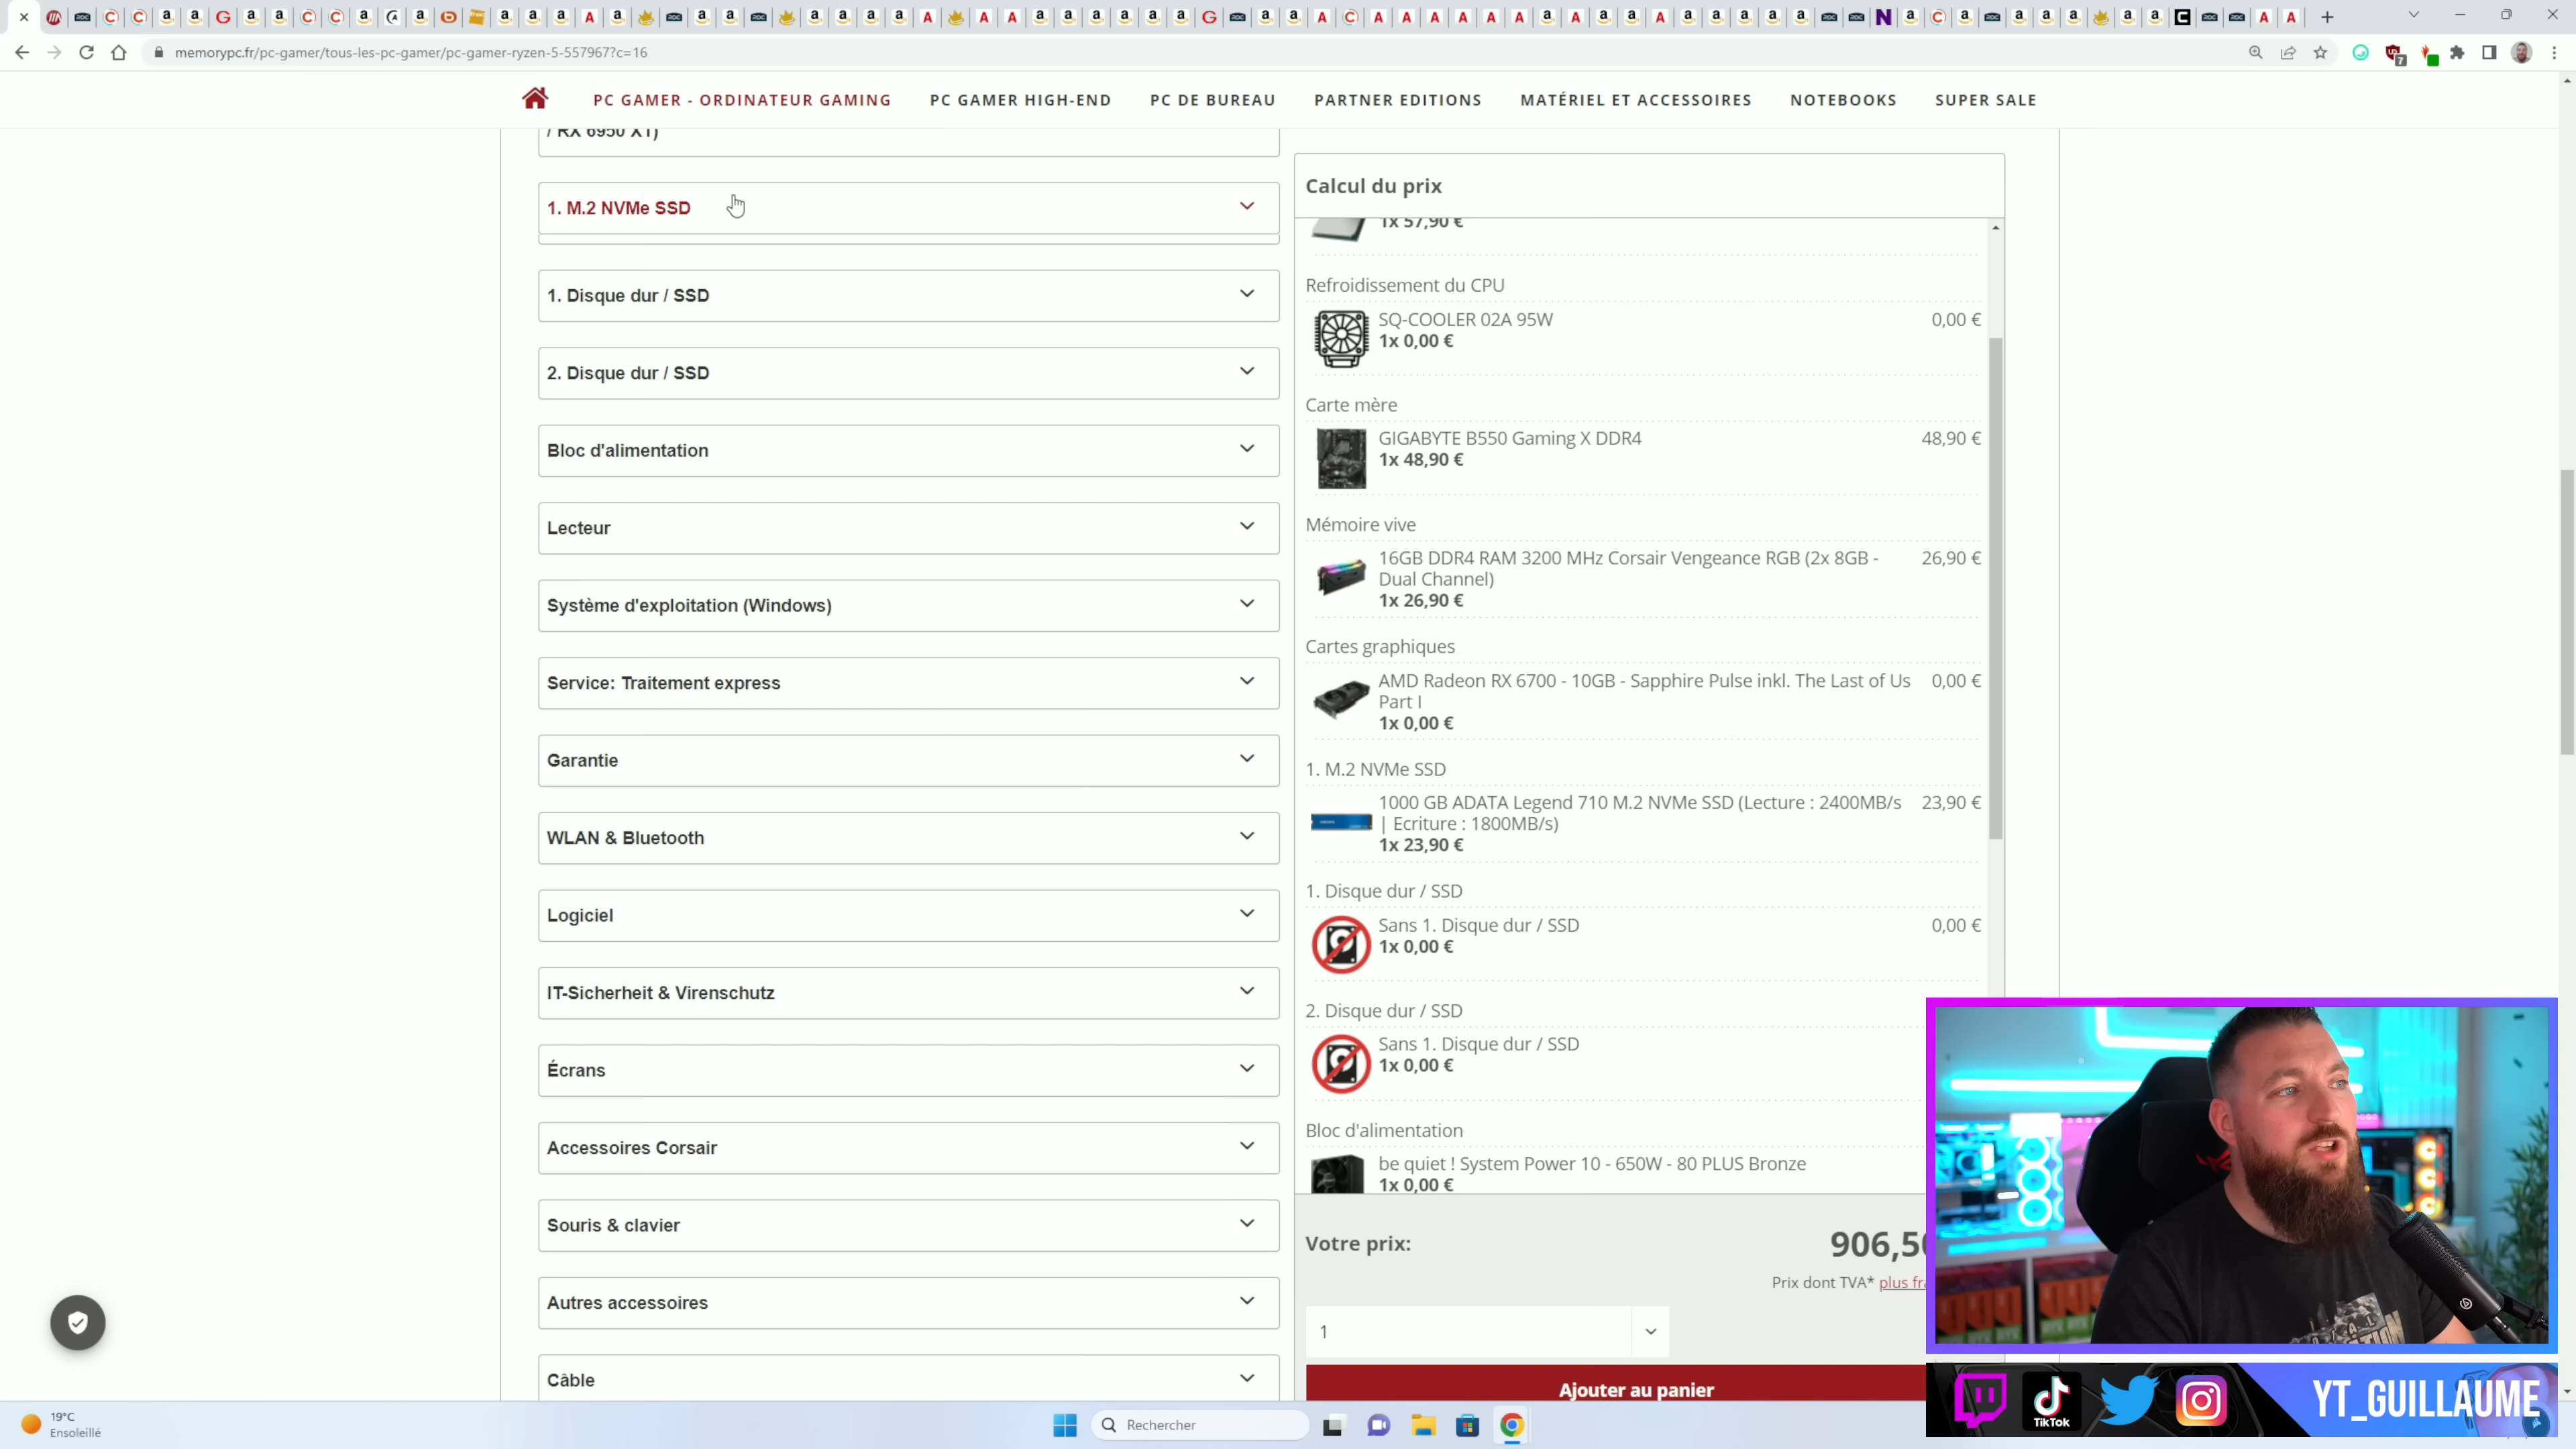 memorypc.fr/pc-gamer/tous-les-pc-gamer/pc-gamer-ryzen-5-557967?c=16
7
PC GAMER - ORDINATEUR GAMING
PC GAMER HIGH-END
PC DE BUREAU
PARTNER EDITIONS
MATÉRIEL ET ACCESSOIRES
NOTEBOOKS
SUPER SALE
/ RX 6950 XT)
1. M.2 NVMe SSD
1. Disque dur / SSD
2. Disque dur / SSD
Bloc d'alimentation
Lecteur
Système d'exploitation (Windows)
Service: Traitement express
Garantie
WLAN & Bluetooth
Logiciel
IT-Sicherheit & Virenschutz
Écrans
Accessoires Corsair
Souris & clavier
Autres accessoires
Câble
Calcul du prix
1x 57,90 €
Refroidissement du CPU
SQ-COOLER 02A 95W 0,00 €
1x 0,00 €
Carte mère
GIGABYTE B550 Gaming X DDR4 48,90 €
1x 48,90 €
Mémoire vive
16GB DDR4 RAM 3200 MHz Corsair Vengeance RGB (2x 8GB - 26,90 €
Dual Channel)
1x 26,90 €
Cartes graphiques
AMD Radeon RX 6700 - 10GB - Sapphire Pulse inkl. The Last of Us 0,00 €
Part I
1x 0,00 €
1. M.2 NVMe SSD
1000 GB ADATA Legend 710 M.2 NVMe SSD (Lecture : 2400MB/s 23,90 €
| Ecriture : 1800MB/s)
1x 23,90 €
1. Disque dur / SSD
Sans 1. Disque dur / SSD 0,00 €
1x 0,00 €
2. Disque dur / SSD
Sans 1. Disque dur / SSD
1x 0,00 €
Bloc d'alimentation
be quiet ! System Power 10 - 650W - 80 PLUS Bronze
1x 0,00 €
Votre prix: 906,5
Prix dont TVA* plus fr
1
Ajouter au panier
TikTok
YT_GUILLAUME
19°C
Ensoleillé
Rechercher